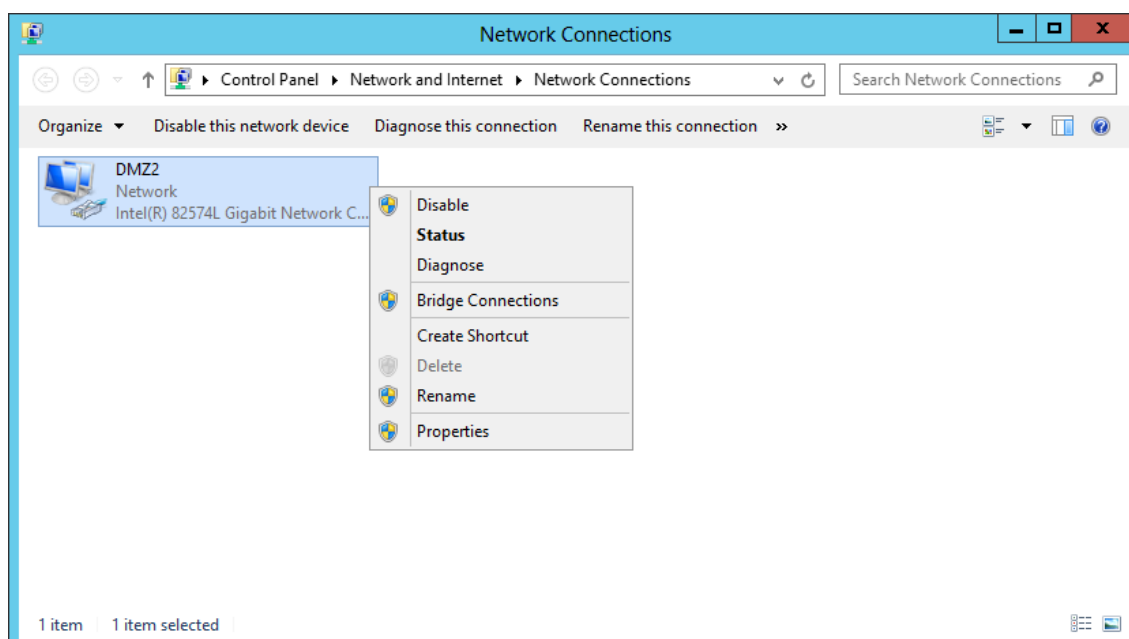 Network Connections
Control Panel Network and Internet Network Connections
Search Network Connections
Organize Disable this network device Diagnose this connection Rename this connection »
DMZ2
Network
Intel(R) 82574L Gigabit Network C...
Disable
Status
Diagnose
Bridge Connections
Create Shortcut
Delete
Rename
Properties
1 item 1 item selected